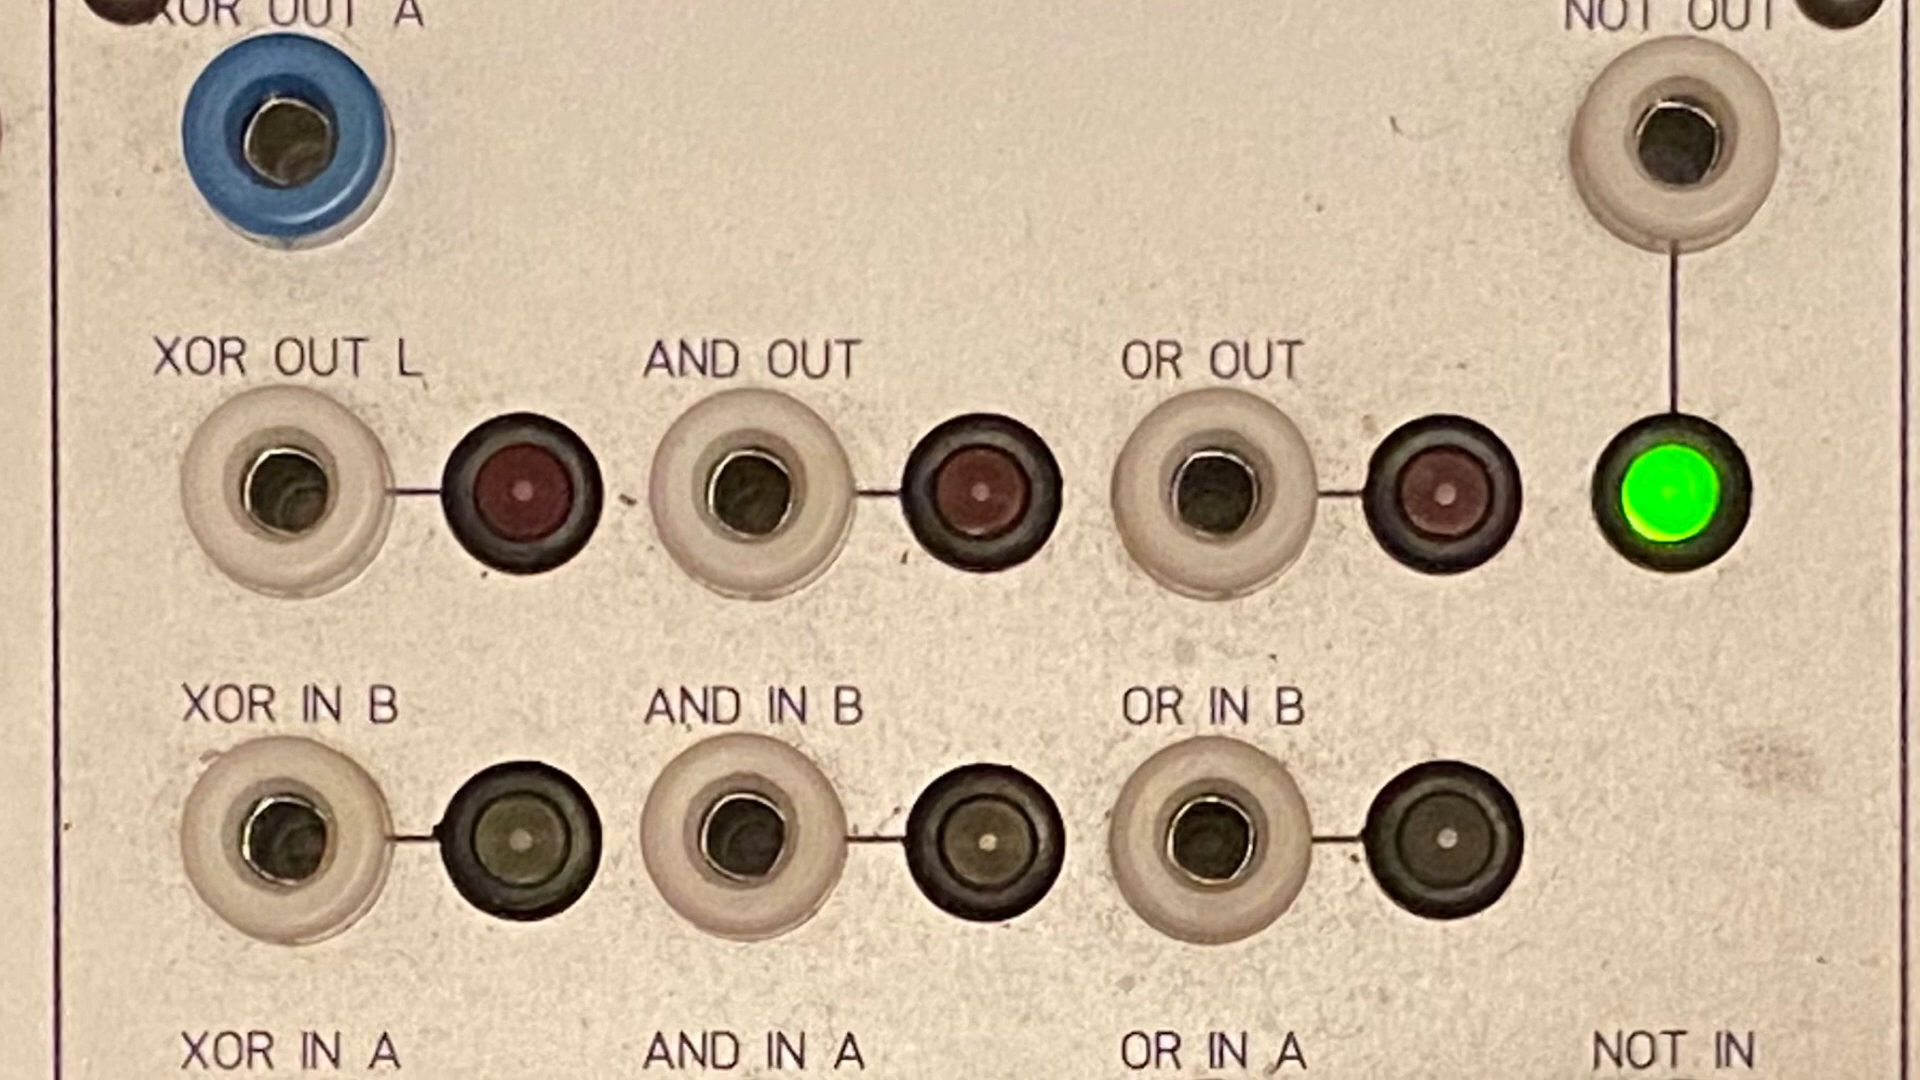 XOR OUT A
NOT OUT
XOR OUT L
AND OUT
OR OUT
XOR IN B
AND IN B
OR IN B
XOR IN A
AND IN A
OR IN A
NOT IN